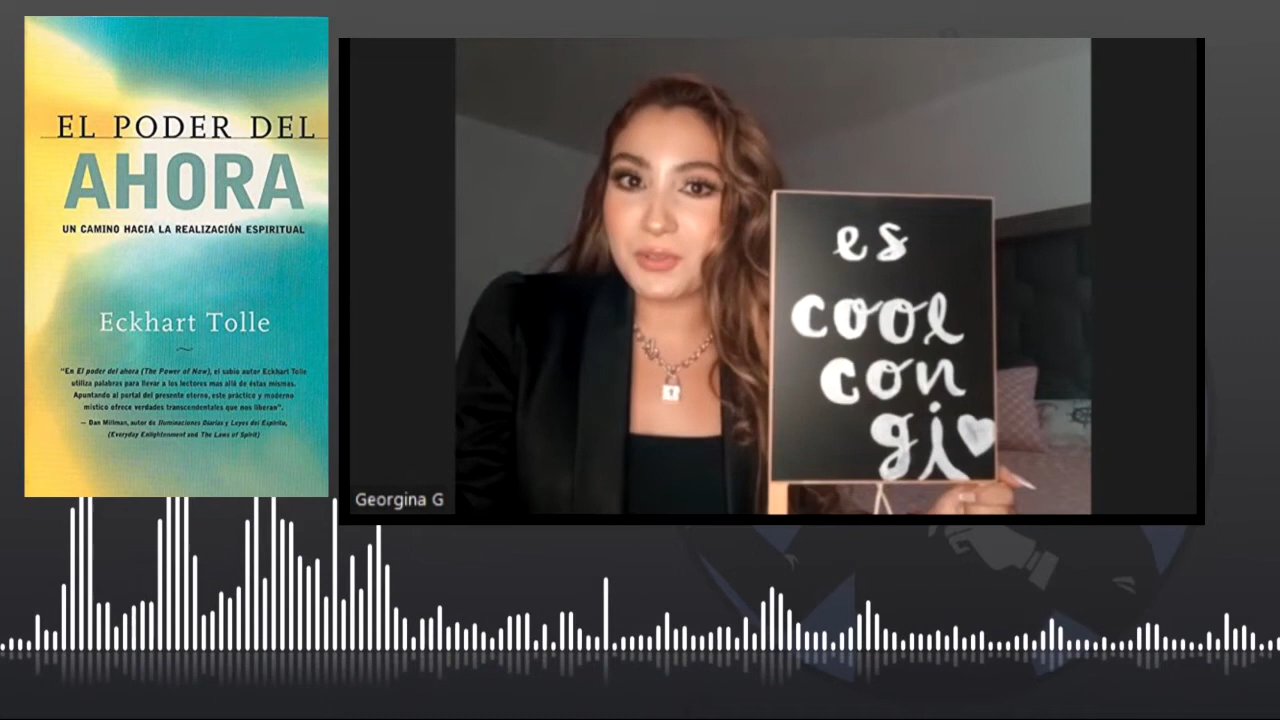 EL PODER DEL
AHORA
UN CAMINO HACIA LA REALIZACIÓN ESPIRITUAL
Eckhart Tolle
"En El poder del ahora (The Power of Now), el sabio autor Eckhart Tolle
utiliza palabras para llevar a los lectores mas allá de éstas mismas.
Apuntando al portal del presente eterno, este práctico y moderno
místico ofrece verdades transcendentales que nos liberan".
— Dan Millman, autor de Iluminaciones Diarias y Leyes del Espíritu,
(Everyday Enlightenment and The Laws of Spirit)
es
cool
con
gi
Georgina G